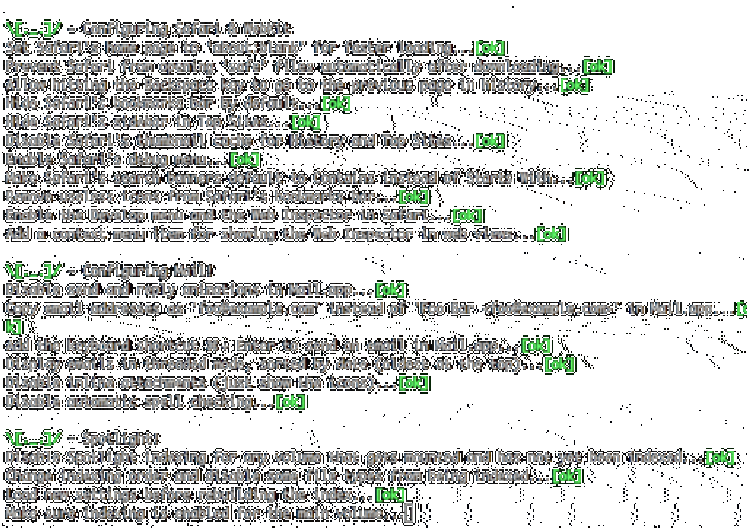 \[._.]/ - Configuring Safari & WebKit
Set Safari's home page to 'about:blank' for faster loading...[ok]
Prevent Safari from opening 'safe' files automatically after downloading...[ok]
Allow hitting the Backspace key to go to the previous page in history...[ok]
Hide Safari's bookmarks bar by default...[ok]
Hide Safari's sidebar in Top Sites...[ok]
Disable Safari's thumbnail cache for History and Top Sites...[ok]
Enable Safari's debug menu...[ok]
Make Safari's search banners default to Contains instead of Starts With...[ok]
Remove useless icons from Safari's bookmarks bar...[ok]
Enable the Develop menu and the Web Inspector in Safari...[ok]
Add a context menu item for showing the Web Inspector in web views...[ok]
\[._.]/ - Configuring Mail
Disable send and reply animations in Mail.app...[ok]
Copy email addresses as 'foo@example.com' instead of 'Foo Bar <foo@example.com>' in Mail.app...[o
k]
Add the keyboard shortcut ⌘ + Enter to send an email in Mail.app...[ok]
Display emails in threaded mode, sorted by date (oldest at the top)...[ok]
Disable inline attachments (just show the icons)...[ok]
Disable automatic spell checking...[ok]
\[._.]/ - Spotlight
Disable Spotlight indexing for any volume that gets mounted and has not yet been indexed...[ok]
Change indexing order and disable some file types from being indexed...[ok]
Load new settings before rebuilding the index...[ok]
Make sure indexing is enabled for the main volume...